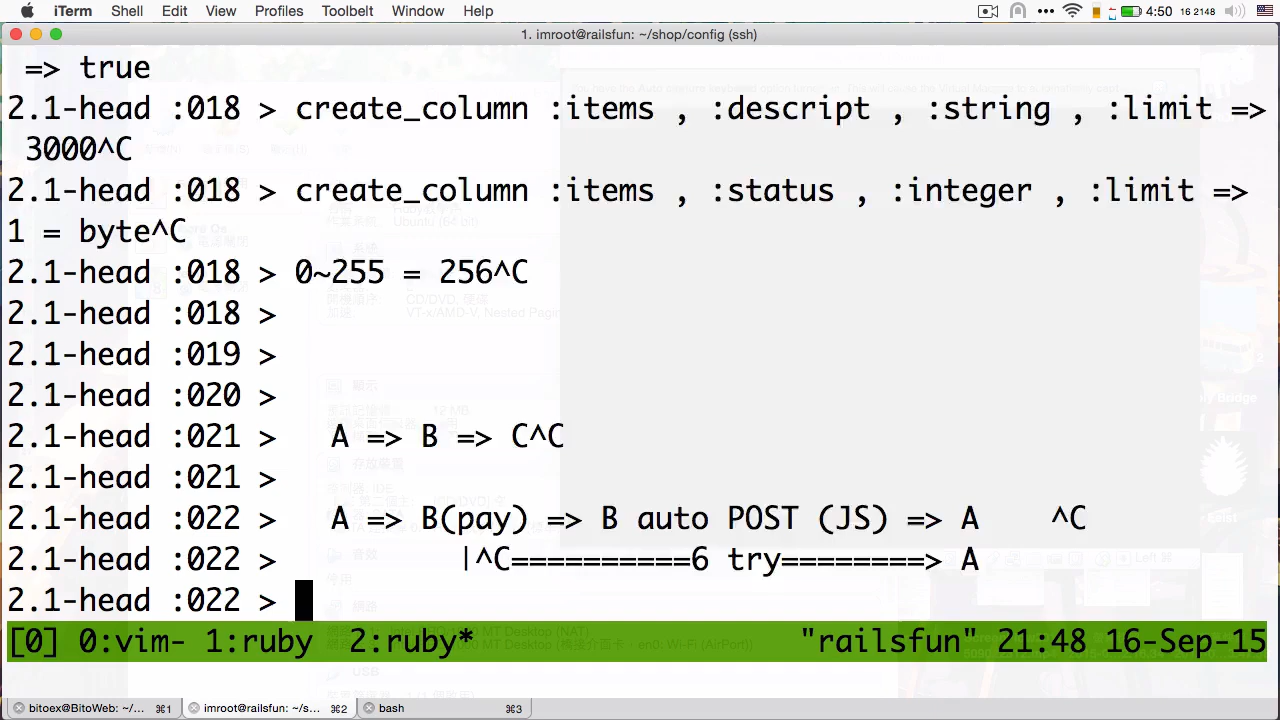 iTerm Shell Edit View Profiles Toolbelt Window Help 4:50 16 2148
1. imroot@railsfun: ~/shop/config (ssh)
=> true
2.1-head :018 > create_column :items , :descript , :string , :limit =>
3000^C
2.1-head :018 > create_column :items , :status , :integer , :limit =>
1 = byte^C
2.1-head :018 > 0~255 = 256^C
2.1-head :018 >
2.1-head :019 >
2.1-head :020 >
2.1-head :021 > A => B => C^C
2.1-head :021 >
2.1-head :022 > A => B(pay) => B auto POST (JS) => A ^C
2.1-head :022 > |^C==========6 try========> A
2.1-head :022 >
[0] 0:vim- 1:ruby 2:ruby* "railsfun" 21:48 16-Sep-15
bitoex@BitoWeb: ~/... ⌘1 imroot@railsfun: ~/s... ⌘2 bash ⌘3